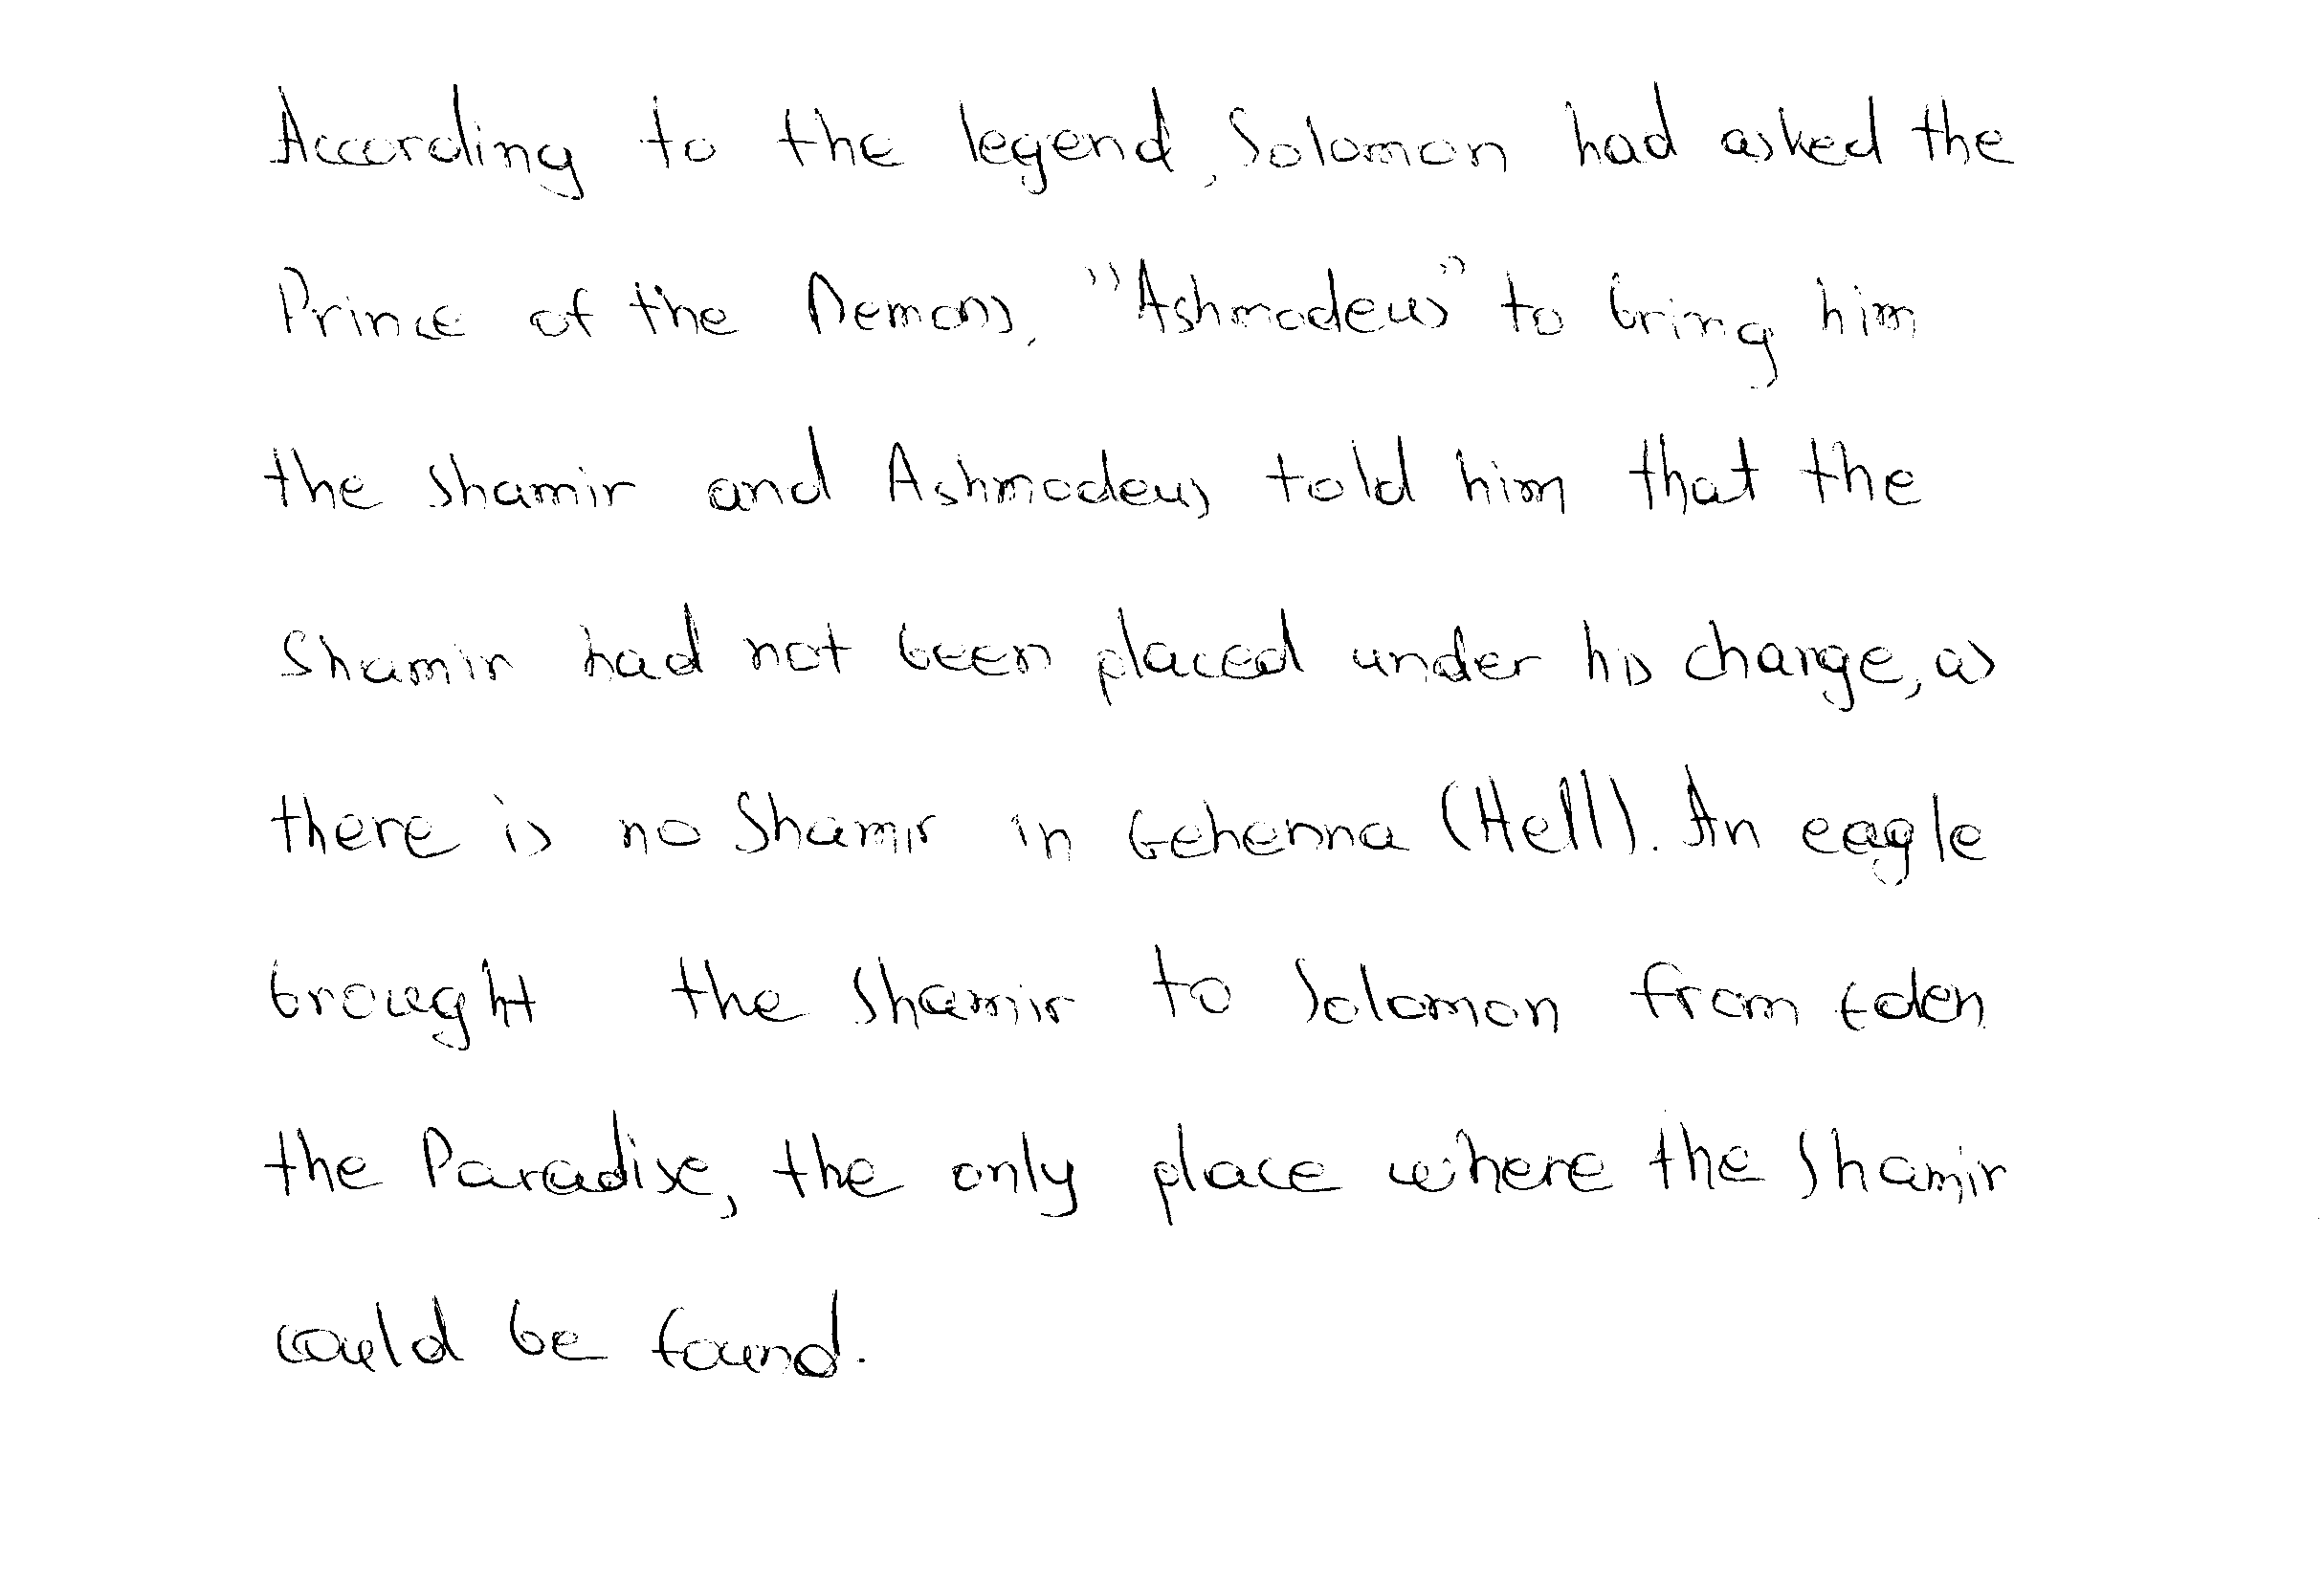 According to the legend, Solomon had asked the
Prince of the Demons, "Ashmodeus" to bring him
the Shamir and Ashmodeus told him that the
Shamir had not been placed under his charge, as
there is no Shamir in Gehenna (Hell). An eagle
brought the Shamir to Solomon from Eden
the Paradise, the only place where the Shamir
could be found.